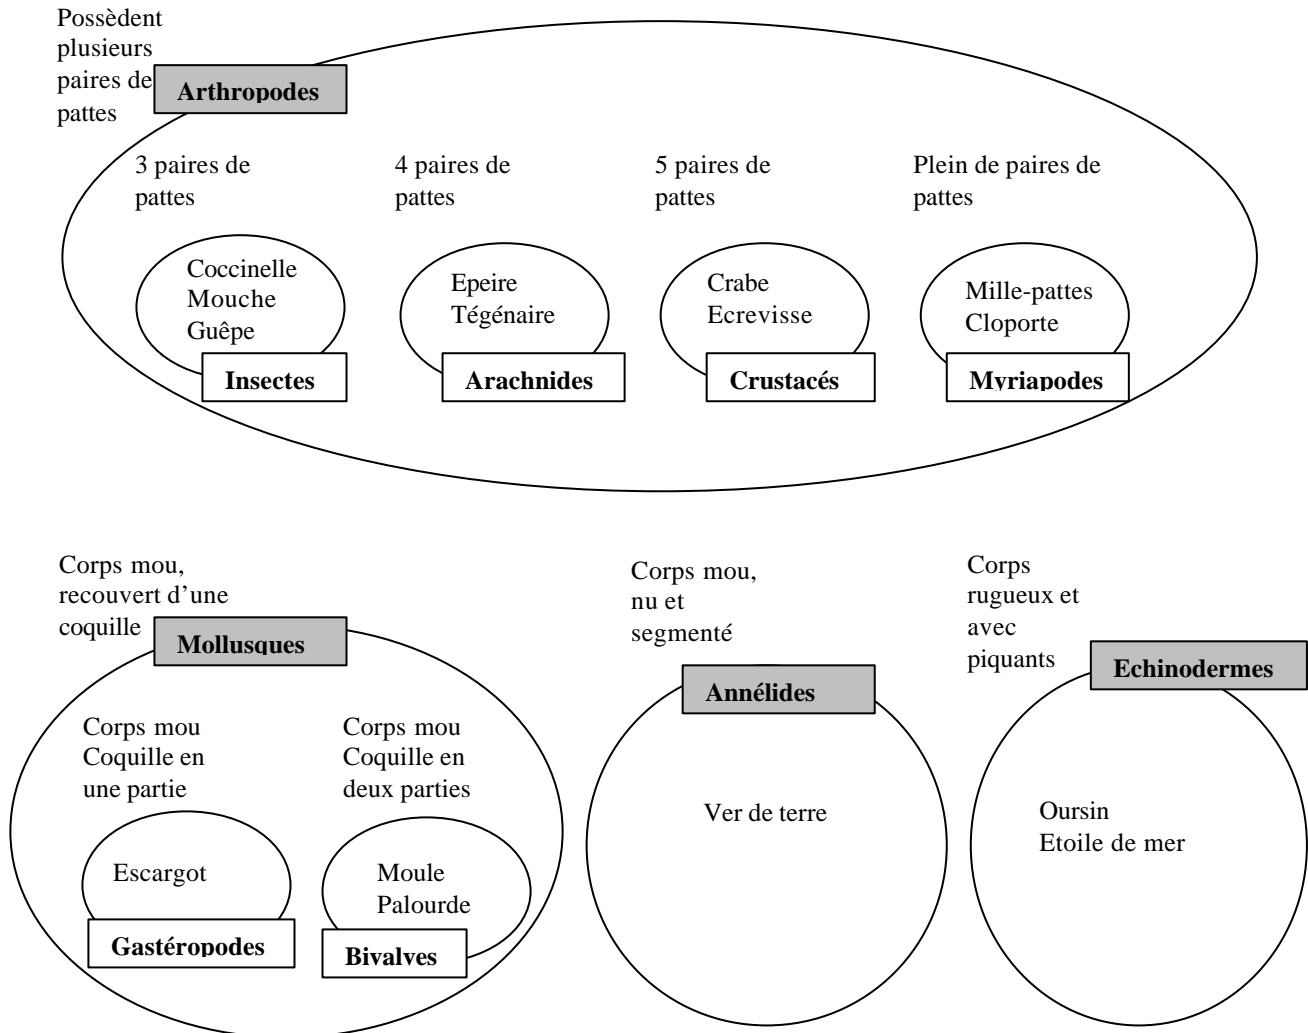 Possèdent
plusieurs
paires de
pattes
Arthropodes
3 paires de
pattes
4 paires de
pattes
5 paires de
pattes
Plein de paires de
pattes
Coccinelle
Mouche
Guêpe
Insectes
Epeire
Tégénaire
Arachnides
Crabe
Ecrevisse
Crustacés
Mille-pattes
Cloporte
Myriapodes
Corps mou,
recouvert d’une
coquille
Mollusques
Corps mou
Coquille en
une partie
Escargot
Gastéropodes
Corps mou
Coquille en
deux parties
Moule
Palourde
Bivalves
Corps mou,
nu et
segmenté
Annélides
Ver de terre
Corps
rugueux et
avec
piquants
Echinodermes
Oursin
Etoile de mer